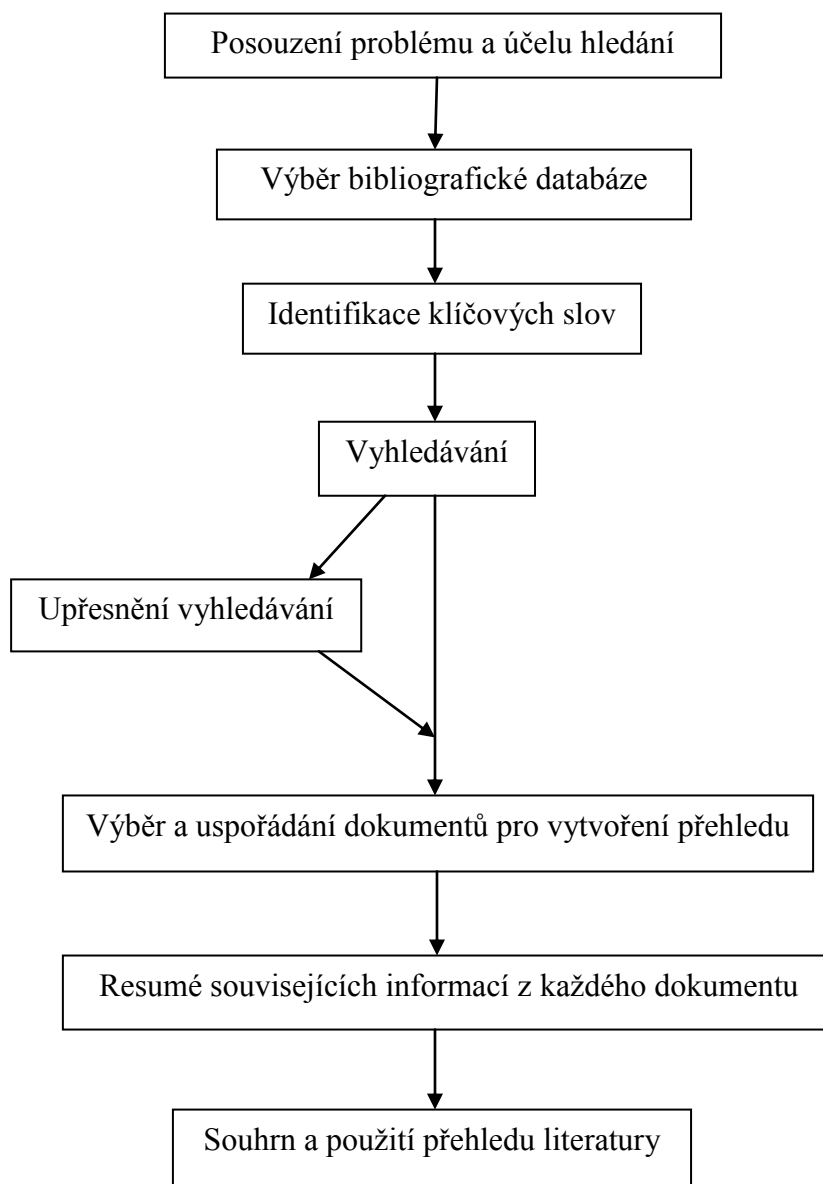 Posouzení problému a účelu hledání
Výběr bibliografické databáze
Identifikace klíčových slov
Vyhledávání
Upřesnění vyhledávání
Výběr a uspořádání dokumentů pro vytvoření přehledu
Resumé souvisejících informací z každého dokumentu
Souhrn a použití přehledu literatury